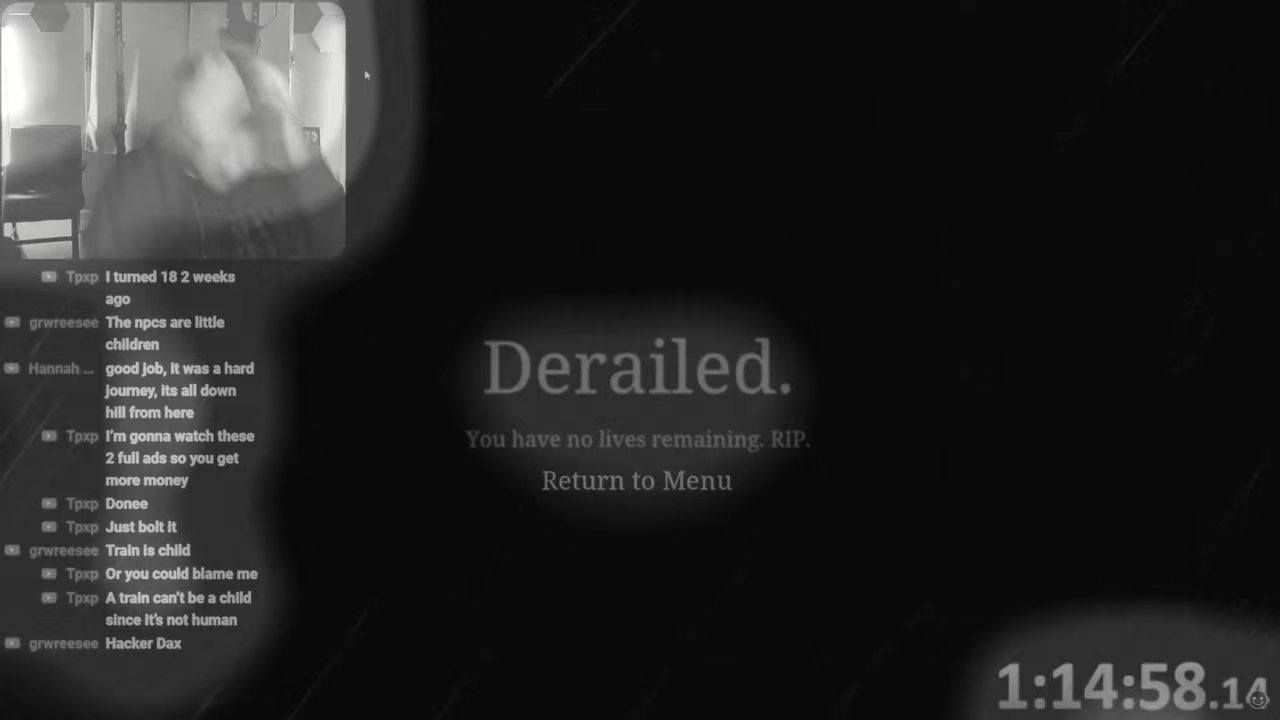 Tpxp I turned 18 2 weeks
ago
grwreesee The npcs are little
children
Hannah ... good job, it was a hard
journey, its all down
hill from here
Tpxp I'm gonna watch these
2 full ads so you get
more money
Tpxp Donee
Tpxp Just bolt it
grwreesee Train is child
Tpxp Or you could blame me
Tpxp A train can't be a child
since it's not human
grwreesee Hacker Dax
Derailed.
You have no lives remaining. RIP.
Return to Menu
1:14:58.14